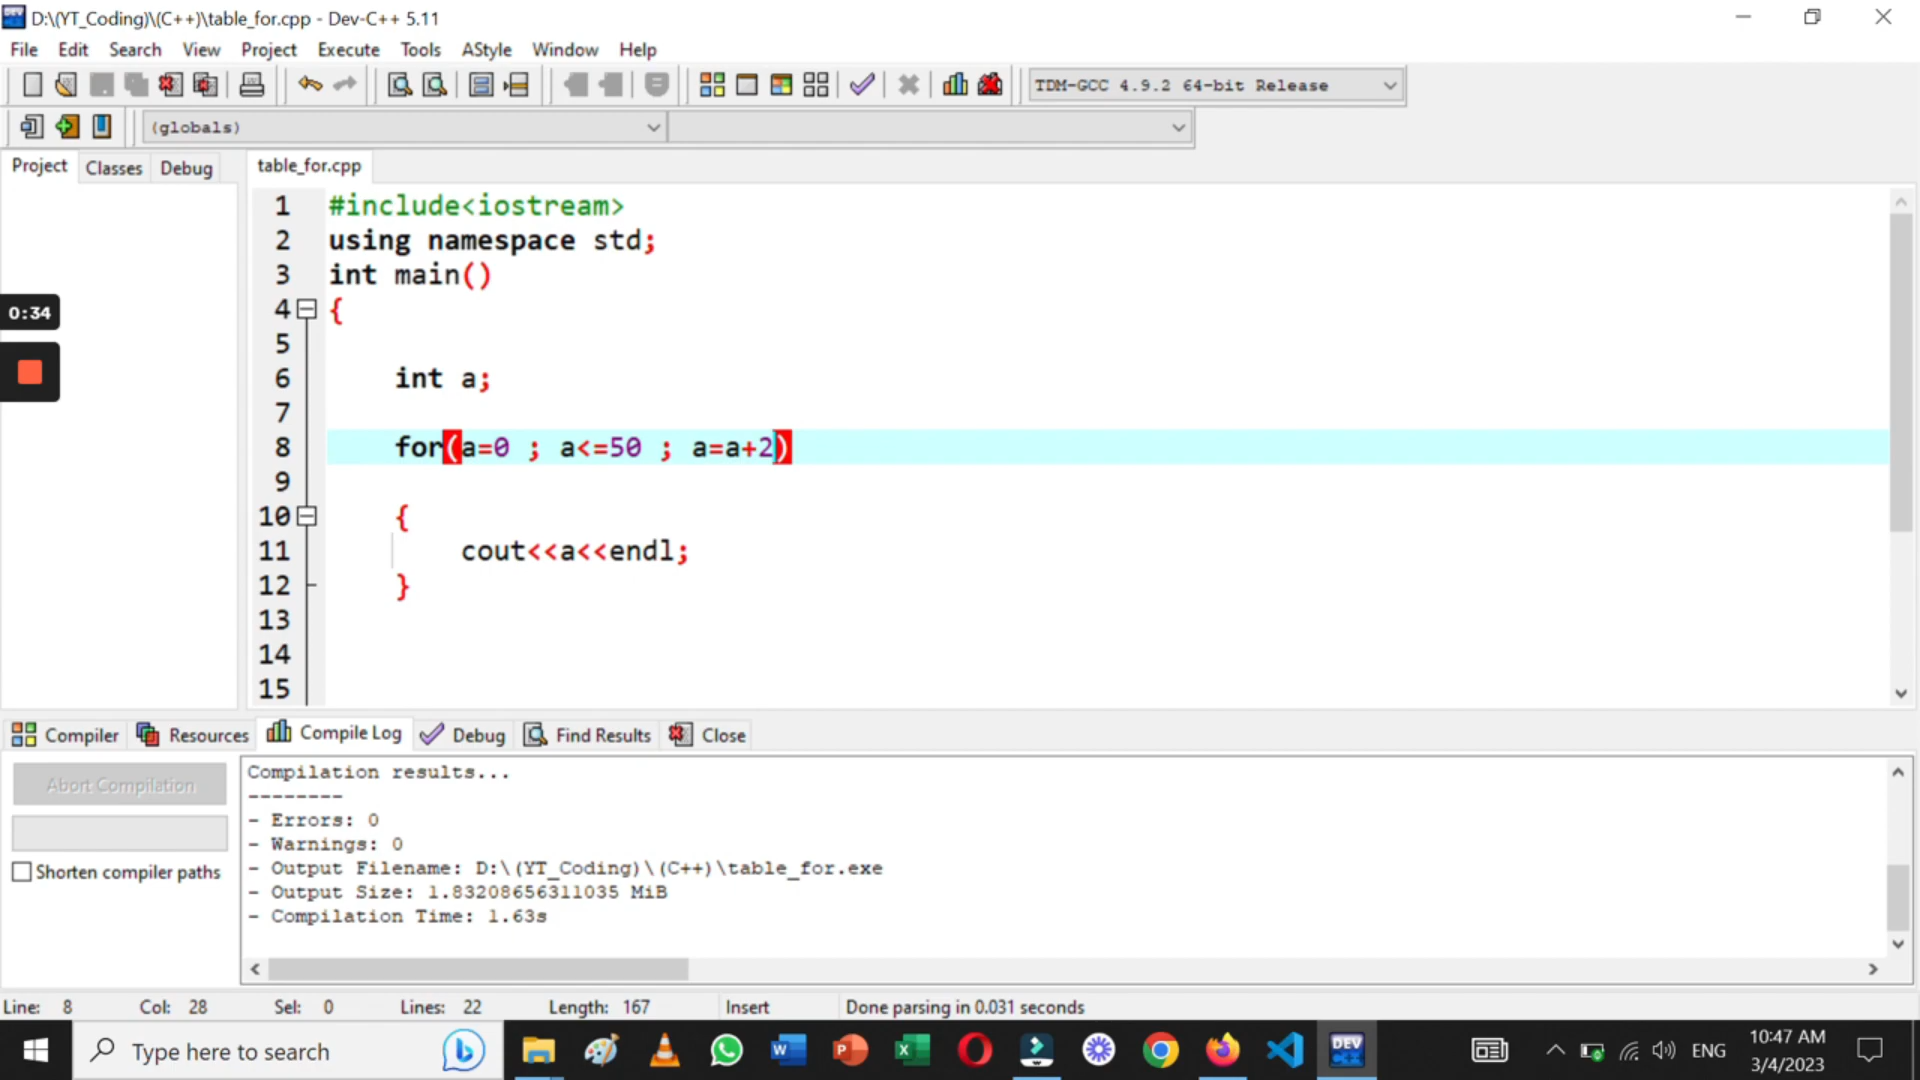 D:\(YT_Coding)\(C++)\table_for.cpp - Dev-C++ 5.11
File Edit Search View Project Execute Tools AStyle Window Help
TDM-GCC 4.9.2 64-bit Release
(globals)
Project Classes Debug table_for.cpp
1 #include<iostream>
2 using namespace std;
3 int main()
4 {
0:34
5
6 int a;
7
8 for(a=0 ; a<=50 ; a=a+2)
9
10 {
11 cout<<a<<endl;
12 }
13
14
15
Compiler Resources Compile Log Debug Find Results Close
Abort Compilation
Shorten compiler paths
Compilation results...
--------
- Errors: 0
- Warnings: 0
- Output Filename: D:\(YT_Coding)\(C++)\table_for.exe
- Output Size: 1.83208656311035 MiB
- Compilation Time: 1.63s
Line: 8 Col: 28 Sel: 0 Lines: 22 Length: 167 Insert Done parsing in 0.031 seconds
Type here to search
DEV C++
ENG
10:47 AM
3/4/2023